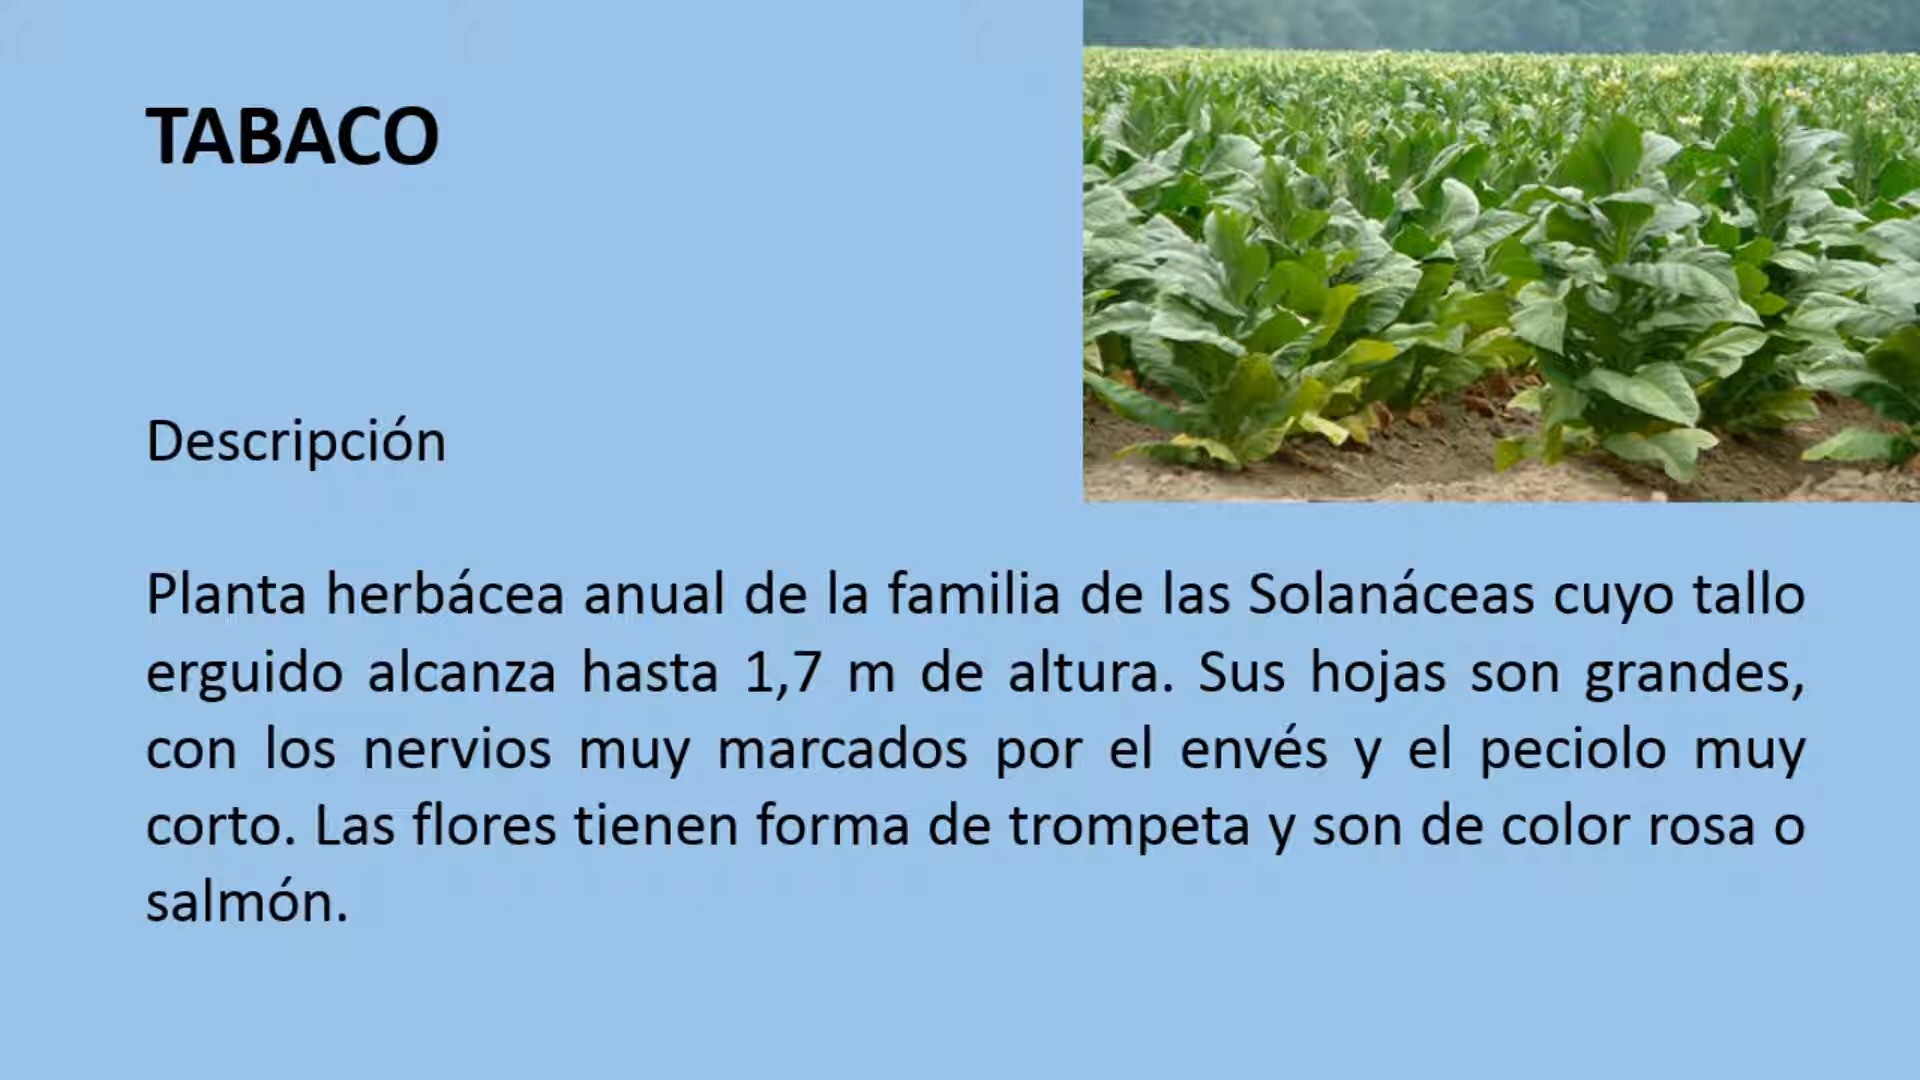 TABACO
Descripción
Planta herbácea anual de la familia de las Solanáceas cuyo tallo
erguido alcanza hasta 1,7 m de altura. Sus hojas son grandes,
con los nervios muy marcados por el envés y el peciolo muy
corto. Las flores tienen forma de trompeta y son de color rosa o
salmón.